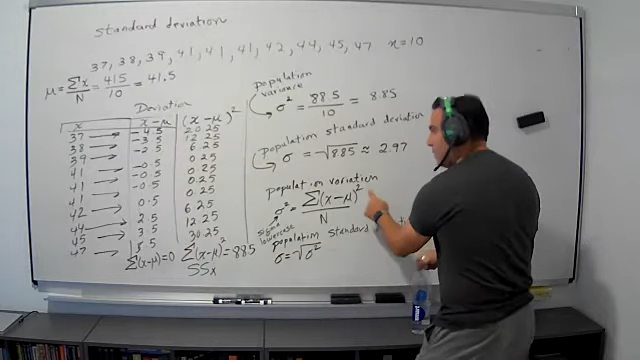 standard deviation
37, 38, 39, 41, 41, 41, 42, 44, 45, 47 n=10
μ = Σx/N = 415/10 = 41.5
Deviation
x | x-μ | (x-μ)²
37 → -4.5 20.25
38 → -3.5 12.25
39 → -2.5 6.25
41 → -0.5 0.25
41 → -0.5 0.25
41 → -0.5 0.25
42 → 0.5 0.25
44 → 2.5 6.25
45 → 3.5 12.25
47 → 5.5 30.25
Σ(x-μ)=0 Σ(x-μ)²=885
SSx
population variance
σ² = 88.5/10 = 8.85
population standard deviation
σ = √885 ≈ 2.97
population variation
σ² = Σ(x-μ)²/N
sigma lowercase
population standard
σ=√σ²